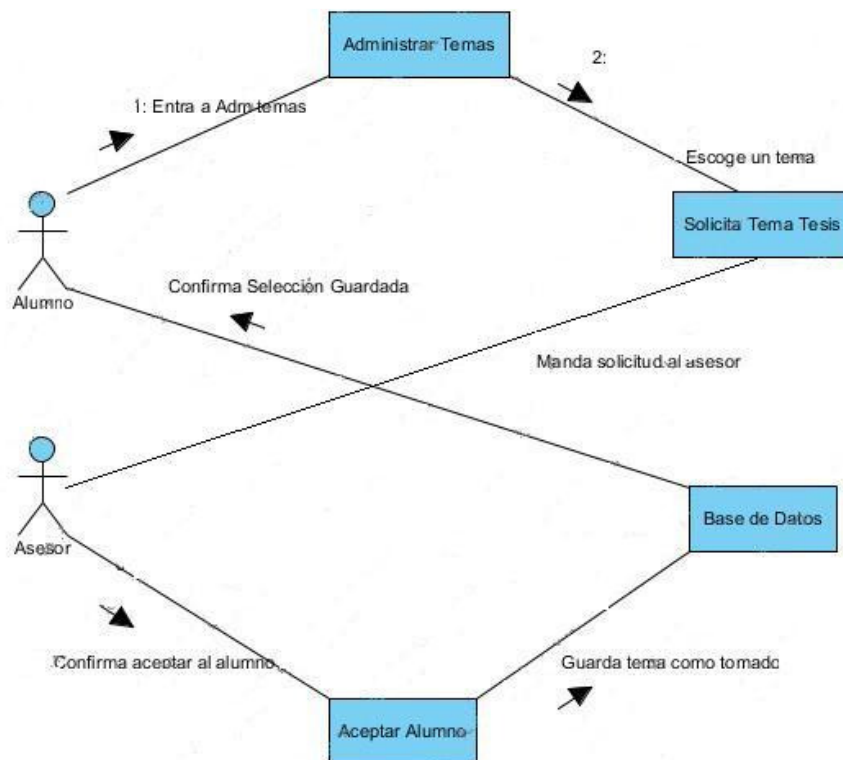 Administrar Temas
2:
1: Entra a Adm temas
Escoge un tema
Solicita Tema Tesis
Alumno
Confirma Selección Guardada
Manda solicitud al asesor
Asesor
Base de Datos
Confirma aceptar al alumno
Guarda tema como tomado
Aceptar Alumno